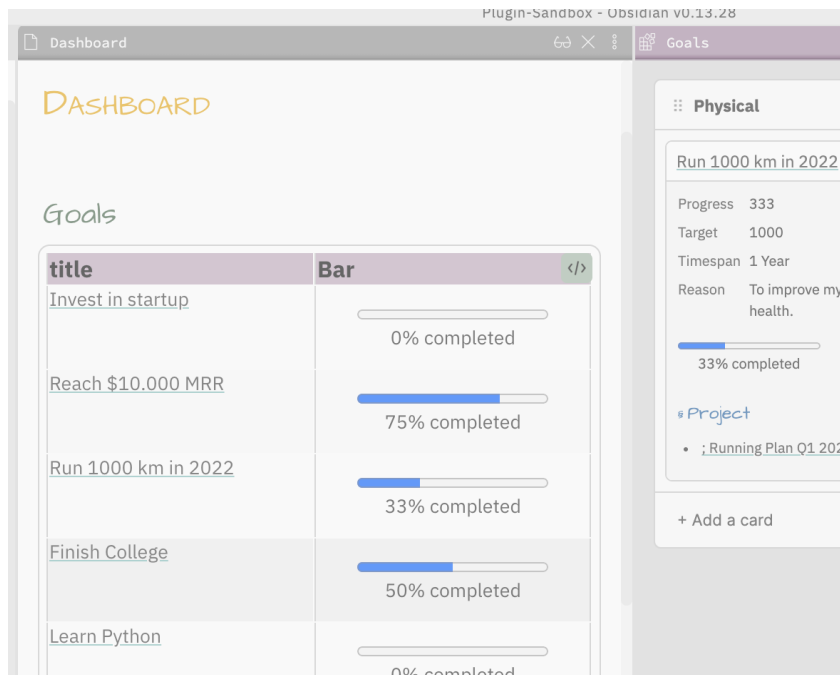 Plugin-Sandbox - Obsidian v0.13.28
Dashboard
DASHBOARD
Goals
title Bar </>
Invest in startup
0% completed
Reach $10.000 MRR
75% completed
Run 1000 km in 2022
33% completed
Finish College
50% completed
Learn Python
0% completed
Goals
Physical
Run 1000 km in 2022
Progress 333
Target 1000
Timespan 1 Year
Reason To improve my
health.
33% completed
Project
; Running Plan Q1 202
+ Add a card